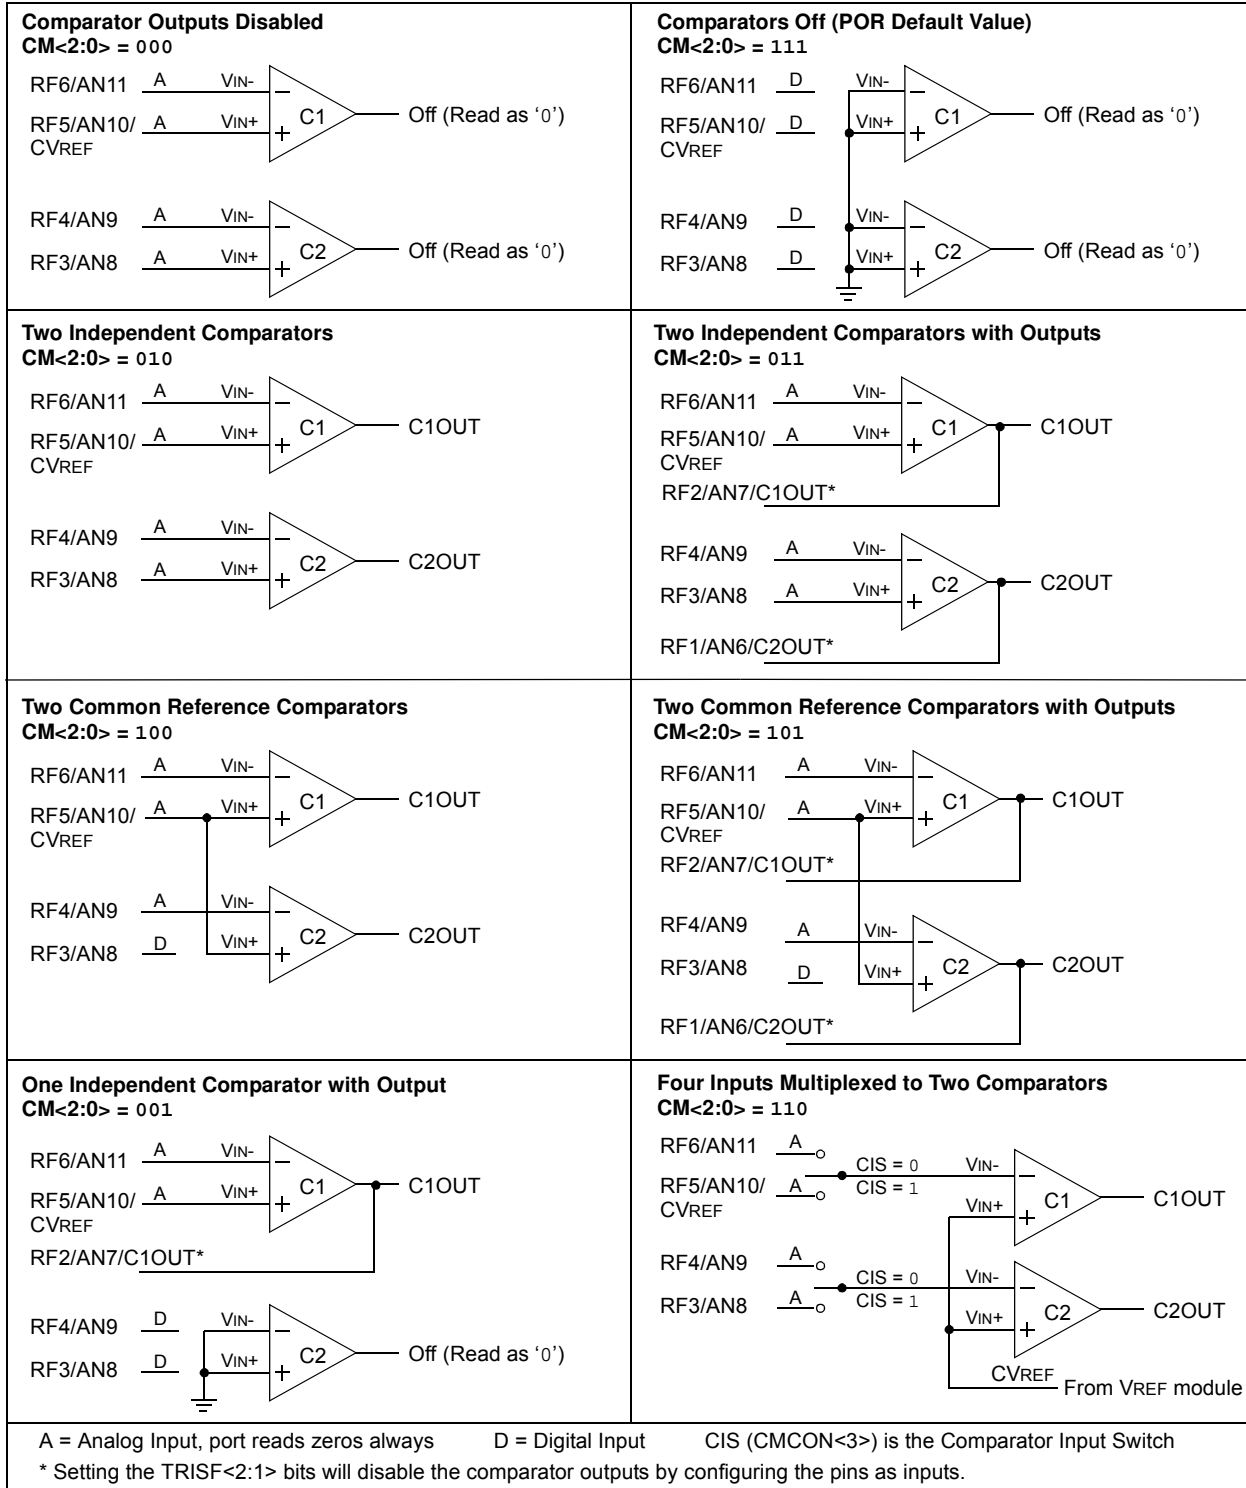 Comparator Outputs Disabled
CM<2:0> = 000
RF6/AN11 A VIN-
RF5/AN10/ A VIN+
CVREF
C1
Off (Read as ‘0’)
RF4/AN9 A VIN-
RF3/AN8 A VIN+
C2
Off (Read as ‘0’)
Comparators Off (POR Default Value)
CM<2:0> = 111
RF6/AN11 D VIN-
RF5/AN10/ D VIN+
CVREF
C1
Off (Read as ‘0’)
RF4/AN9 D VIN-
RF3/AN8 D VIN+
C2
Off (Read as ‘0’)
Two Independent Comparators
CM<2:0> = 010
RF6/AN11 A VIN-
RF5/AN10/ A VIN+
CVREF
C1
C1OUT
RF4/AN9 A VIN-
RF3/AN8 A VIN+
C2
C2OUT
Two Independent Comparators with Outputs
CM<2:0> = 011
RF6/AN11 A VIN-
RF5/AN10/ A VIN+
CVREF
C1
C1OUT
RF2/AN7/C1OUT*
RF4/AN9 A VIN-
RF3/AN8 A VIN+
C2
C2OUT
RF1/AN6/C2OUT*
Two Common Reference Comparators
CM<2:0> = 100
RF6/AN11 A VIN-
RF5/AN10/ A VIN+
CVREF
C1
C1OUT
RF4/AN9 A VIN-
RF3/AN8 D VIN+
C2
C2OUT
Two Common Reference Comparators with Outputs
CM<2:0> = 101
RF6/AN11 A VIN-
RF5/AN10/ A VIN+
CVREF
C1
C1OUT
RF2/AN7/C1OUT*
RF4/AN9 A VIN-
RF3/AN8 D VIN+
C2
C2OUT
RF1/AN6/C2OUT*
One Independent Comparator with Output
CM<2:0> = 001
RF6/AN11 A VIN-
RF5/AN10/ A VIN+
CVREF
C1
C1OUT
RF2/AN7/C1OUT*
RF4/AN9 D VIN-
RF3/AN8 D VIN+
C2
Off (Read as ‘0’)
Four Inputs Multiplexed to Two Comparators
CM<2:0> = 110
RF6/AN11 A
CIS = 0 VIN-
RF5/AN10/ A CIS = 1
CVREF
VIN+
C1
C1OUT
RF4/AN9 A
CIS = 0 VIN-
RF3/AN8 A CIS = 1
VIN+
C2
C2OUT
CVREF
From VREF module
A = Analog Input, port reads zeros always D = Digital Input CIS (CMCON<3>) is the Comparator Input Switch
* Setting the TRISF<2:1> bits will disable the comparator outputs by configuring the pins as inputs.